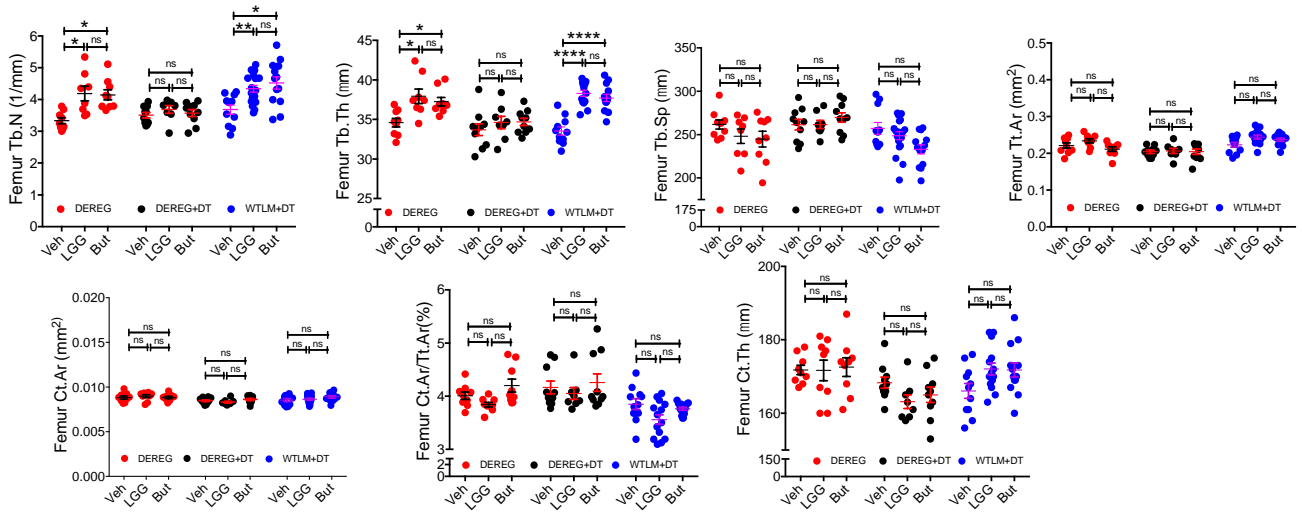 Femur Tb.N (1/mm)
6
5
4
3
2
1
0
*
*
ns
ns
ns
ns
*
**
ns
DEREG
DEREG+DT
WTLM+DT
Veh
LGG
But
Veh
LGG
But
Veh
LGG
But
Femur Tb.Th (mm)
45
40
35
30
25
0
*
*
ns
ns
ns
ns
****
****
ns
DEREG
DEREG+DT
WTLM+DT
Veh
LGG
But
Veh
LGG
But
Veh
LGG
But
Femur Tb.Sp (mm)
350
300
250
200
175
0
ns
ns
ns
ns
ns
ns
ns
ns
ns
DEREG
DEREG+DT
WTLM+DT
Veh
LGG
But
Veh
LGG
But
Veh
LGG
But
Femur Tt.Ar (mm²)
0.5
0.4
0.3
0.2
0.0
ns
ns
ns
ns
ns
ns
ns
ns
ns
DEREG
DEREG+DT
WTLM+DT
Veh
LGG
But
Veh
LGG
But
Veh
LGG
But
Femur Ct.Ar (mm²)
0.020
0.015
0.010
0.005
0.000
ns
ns
ns
ns
ns
ns
ns
ns
ns
DEREG
DEREG+DT
WTLM+DT
Veh
LGG
But
Veh
LGG
But
Veh
LGG
But
Femur Ct.Ar/Tt.Ar(%)
6
5
4
3
2
0
ns
ns
ns
ns
ns
ns
ns
ns
ns
DEREG
DEREG+DT
WTLM+DT
Veh
LGG
But
Veh
LGG
But
Veh
LGG
But
Femur Ct.Th (mm)
200
180
160
150
0
ns
ns
ns
ns
ns
ns
ns
ns
ns
DEREG
DEREG+DT
WTLM+DT
Veh
LGG
But
Veh
LGG
But
Veh
LGG
But